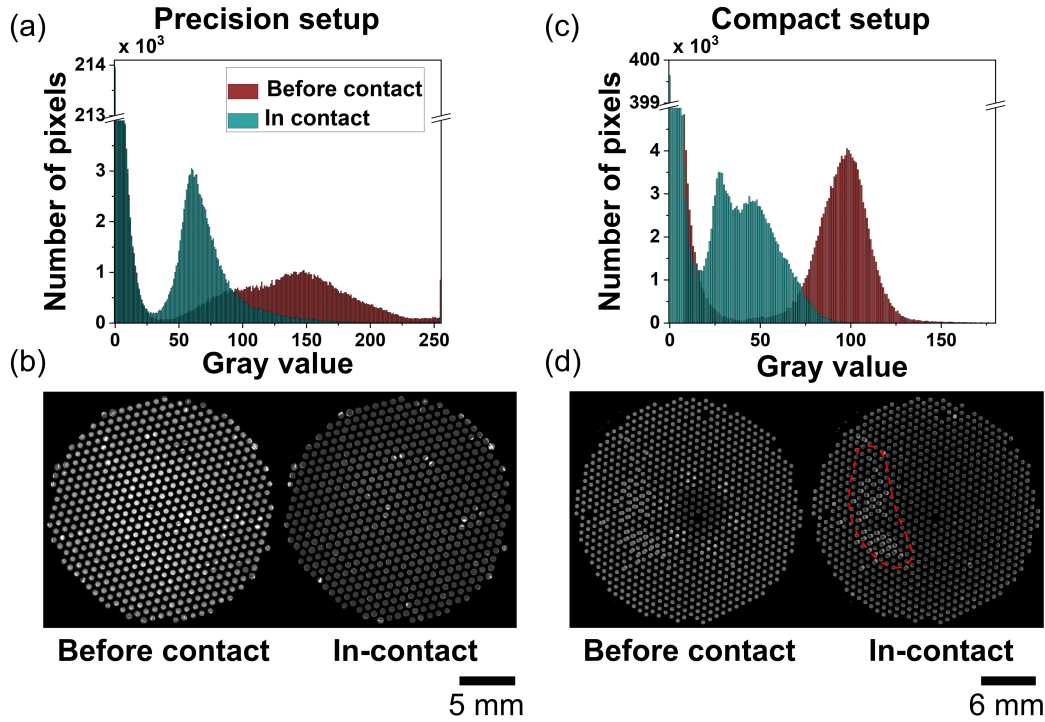 (a) Precision setup
x 10³
214
213
3
2
1
0
Number of pixels
Before contact
In contact
0 50 100 150 200 250
Gray value
(c) Compact setup
x 10³
400
399
4
3
2
1
0
Number of pixels
0 50 100 150
Gray value
(b)
Before contact In-contact
5 mm
(d)
Before contact In-contact
6 mm